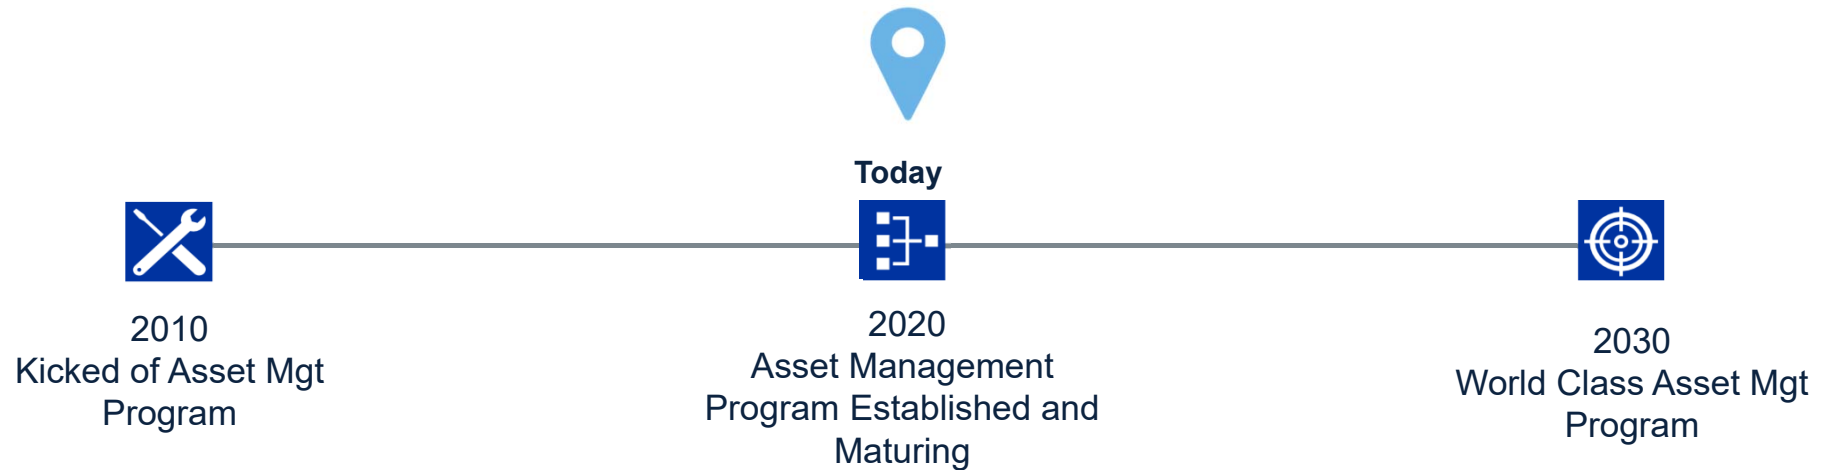 Today
2010
Kicked of Asset Mgt
Program
2020
Asset Management
Program Established and
Maturing
2030
World Class Asset Mgt
Program